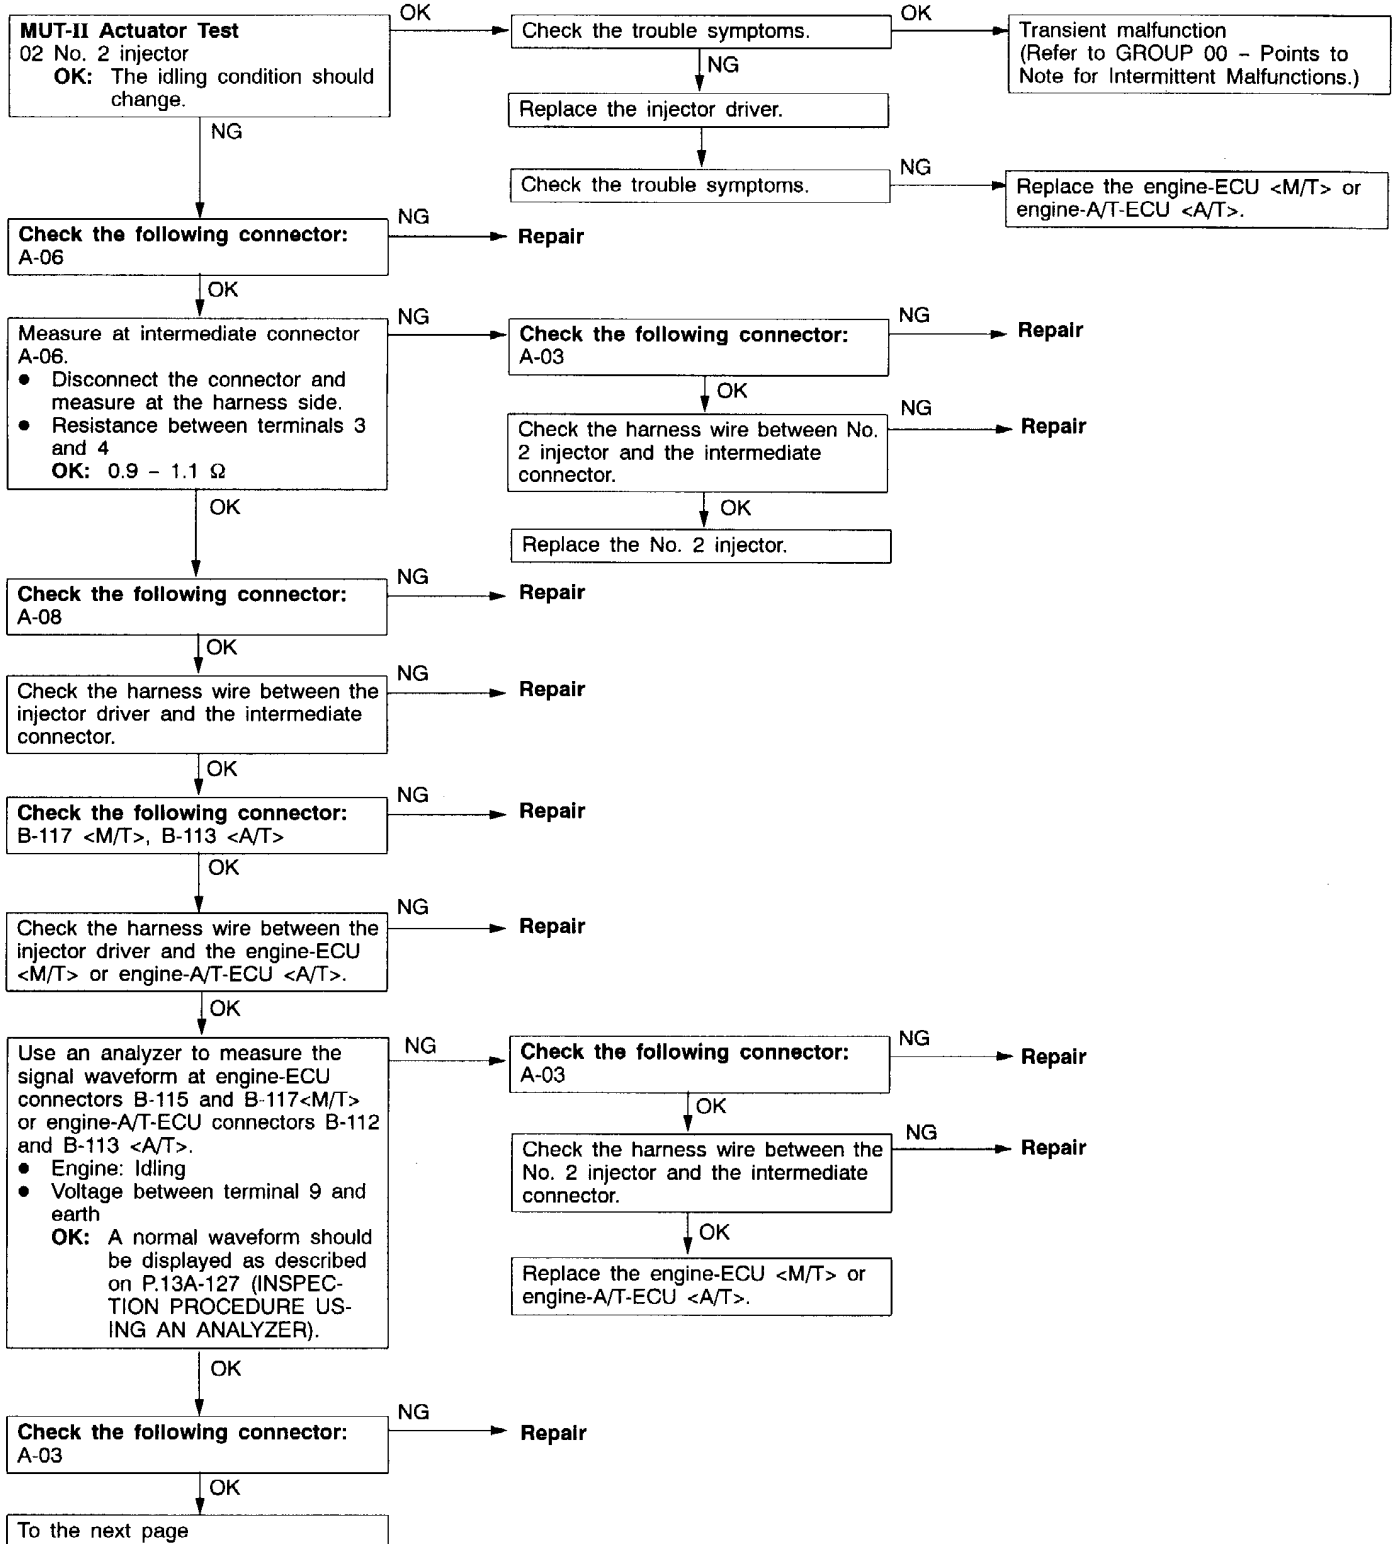 MUT-II Actuator Test
02 No. 2 injector
OK: The idling condition should
change.
OK
Check the trouble symptoms.
OK
Transient malfunction
(Refer to GROUP 00 – Points to
Note for Intermittent Malfunctions.)
NG
Replace the injector driver.
Check the trouble symptoms.
NG
Replace the engine-ECU <M/T> or
engine-A/T-ECU <A/T>.
NG
Check the following connector:
A-06
NG
Repair
OK
Measure at intermediate connector
A-06.
● Disconnect the connector and
measure at the harness side.
● Resistance between terminals 3
and 4
OK: 0.9 – 1.1 Ω
NG
Check the following connector:
A-03
NG
Repair
OK
Check the harness wire between No.
2 injector and the intermediate
connector.
NG
Repair
OK
Replace the No. 2 injector.
OK
Check the following connector:
A-08
NG
Repair
OK
Check the harness wire between the
injector driver and the intermediate
connector.
NG
Repair
OK
Check the following connector:
B-117 <M/T>, B-113 <A/T>
NG
Repair
OK
Check the harness wire between the
injector driver and the engine-ECU
<M/T> or engine-A/T-ECU <A/T>.
NG
Repair
OK
Use an analyzer to measure the
signal waveform at engine-ECU
connectors B-115 and B-117<M/T>
or engine-A/T-ECU connectors B-112
and B-113 <A/T>.
● Engine: Idling
● Voltage between terminal 9 and
earth
OK: A normal waveform should
be displayed as described
on P.13A-127 (INSPEC-
TION PROCEDURE US-
ING AN ANALYZER).
NG
Check the following connector:
A-03
NG
Repair
OK
Check the harness wire between the
No. 2 injector and the intermediate
connector.
NG
Repair
OK
Replace the engine-ECU <M/T> or
engine-A/T-ECU <A/T>.
OK
Check the following connector:
A-03
NG
Repair
OK
To the next page